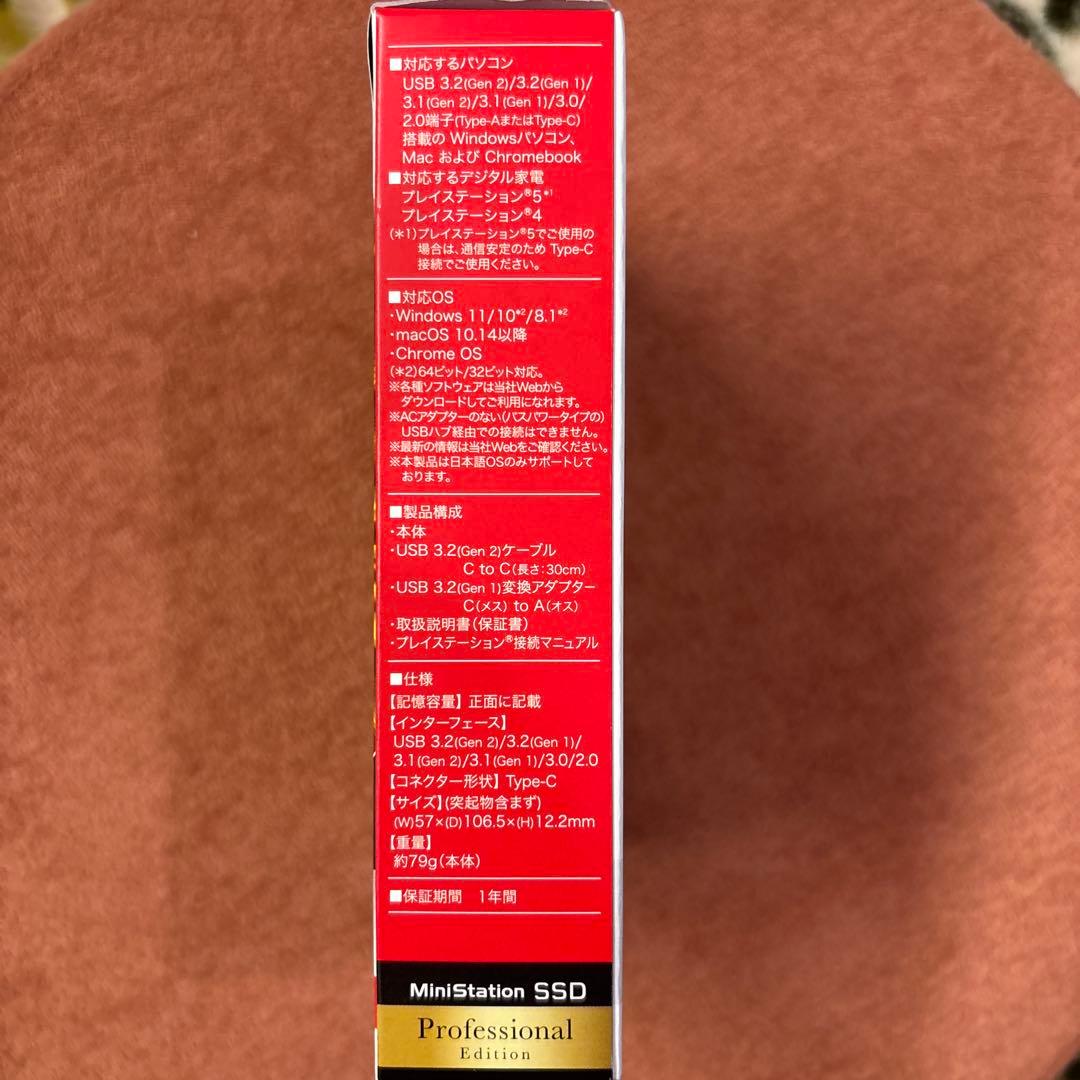 ■対応するパソコン
USB 3.2(Gen 2)/3.2(Gen 1)/
3.1(Gen 2)/3.1(Gen 1)/3.0/
2.0端子(Type-AまたはType-C)
搭載の Windowsパソコン、
Mac および Chromebook
■対応するデジタル家電
プレイステーション®5*1
プレイステーション®4
(*1)プレイステーション®5でご使用の
場合は、通信安定のため Type-C
接続でご使用ください。
■対応OS
・Windows 11/10*2/8.1*2
・macOS 10.14以降
・Chrome OS
(*2)64ビット/32ビット対応。
※各種ソフトウェアは当社Webから
ダウンロードしてご利用になれます。
※ACアダプターのない(バスパワータイプの)
USBハブ経由での接続はできません。
※最新の情報は当社Webをご確認ください。
※本製品は日本語OSのみサポートして
おります。
■製品構成
・本体
・USB 3.2(Gen 2)ケーブル
C to C(長さ:30cm)
・USB 3.2(Gen 1)変換アダプター
C(メス) to A(オス)
・取扱説明書(保証書)
・プレイステーション®接続マニュアル
■仕様
【記憶容量】正面に記載
【インターフェース】
USB 3.2(Gen 2)/3.2(Gen 1)/
3.1(Gen 2)/3.1(Gen 1)/3.0/2.0
【コネクター形状】Type-C
【サイズ】(突起物含まず)
(W)57×(D)106.5×(H)12.2mm
【重量】
約79g(本体)
■保証期間 1年間
MiniStation SSD
Professional
Edition